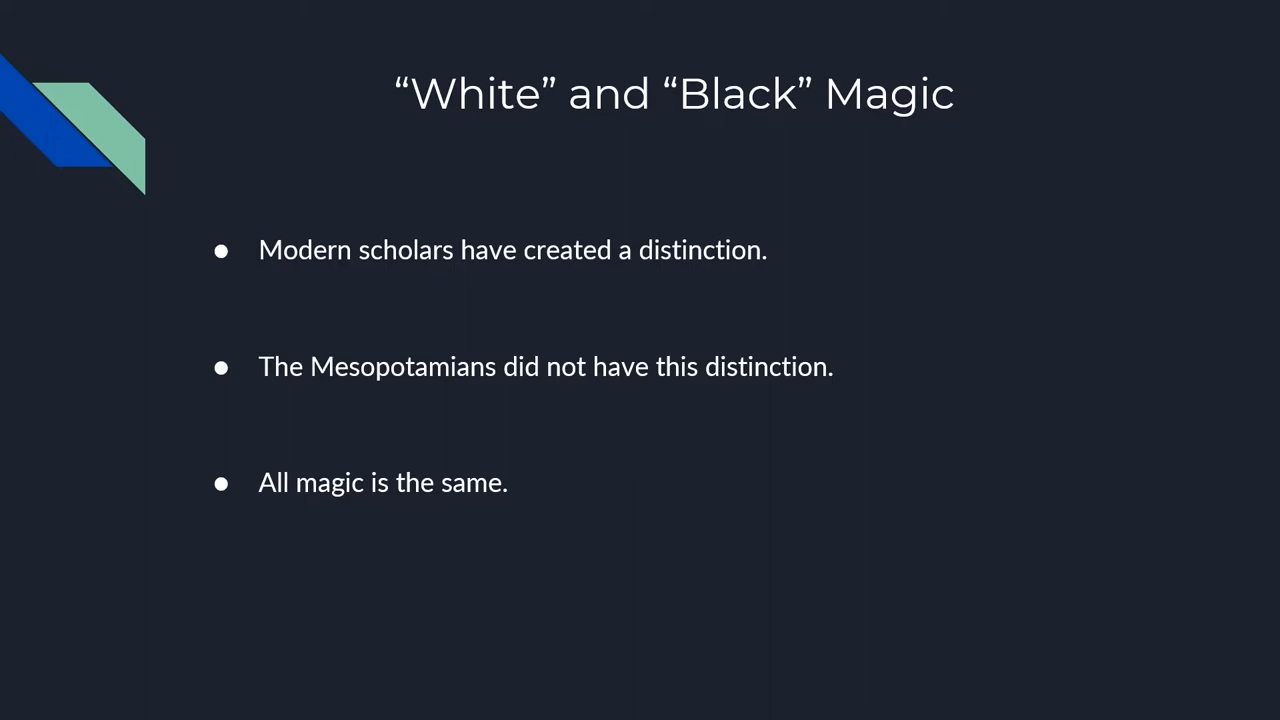 “White” and “Black” Magic
● Modern scholars have created a distinction.
● The Mesopotamians did not have this distinction.
● All magic is the same.